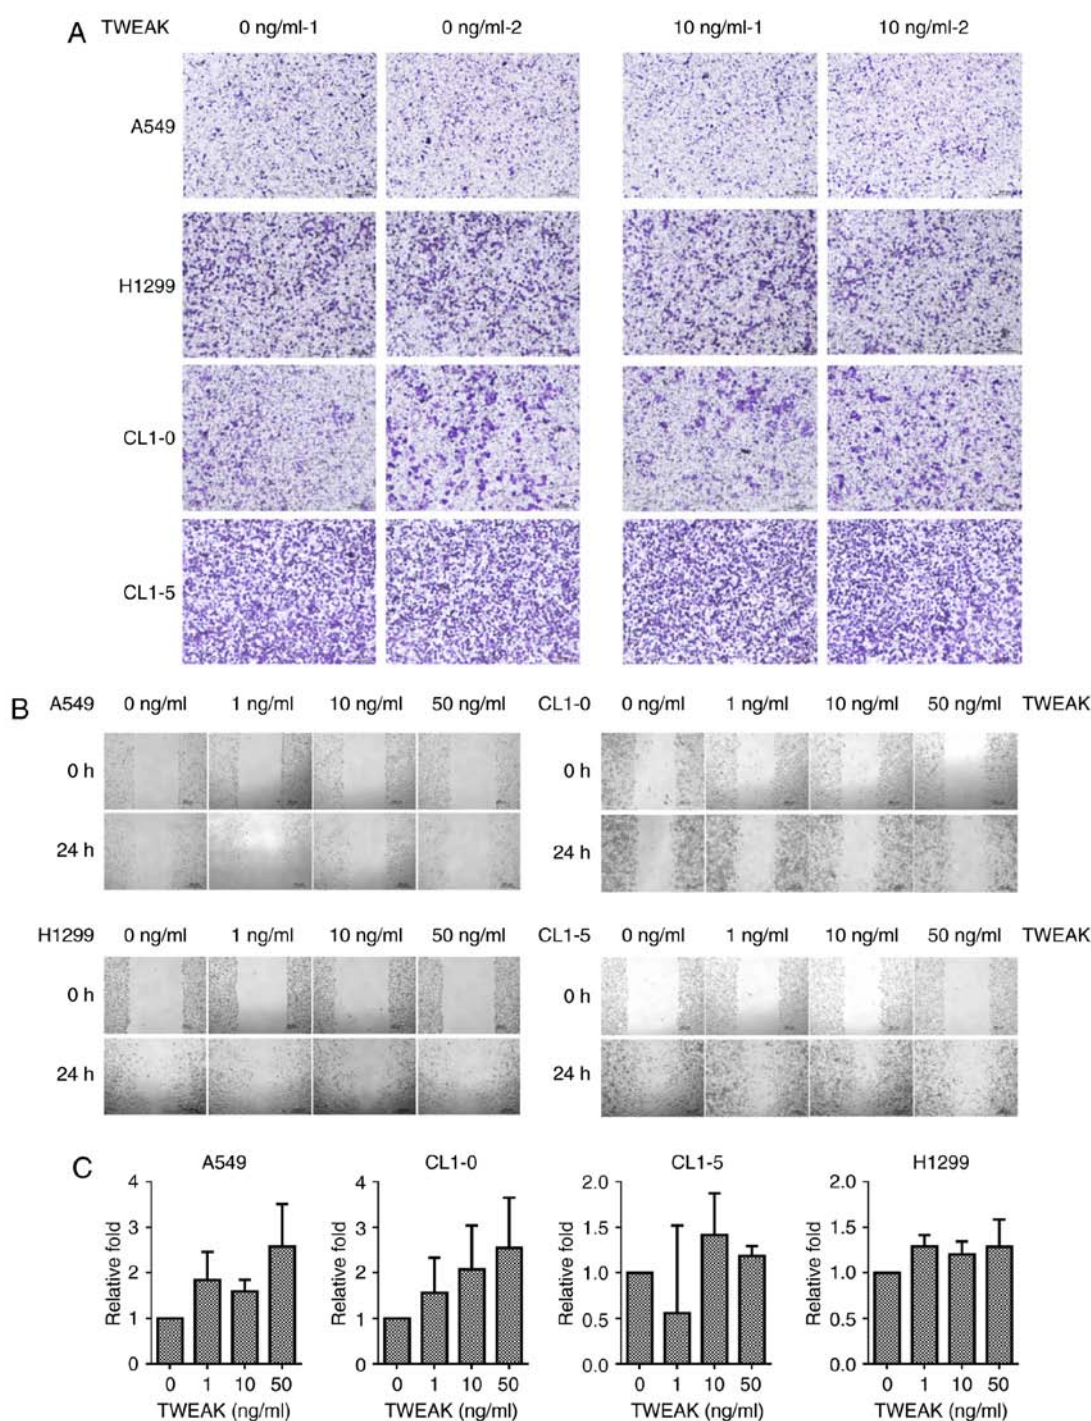 A TWEAK 0 ng/ml-1 0 ng/ml-2 10 ng/ml-1 10 ng/ml-2
A549
H1299
CL1-0
CL1-5
B A549 0 ng/ml 1 ng/ml 10 ng/ml 50 ng/ml CL1-0 0 ng/ml 1 ng/ml 10 ng/ml 50 ng/ml TWEAK
0 h 0 h
24 h 24 h
H1299 0 ng/ml 1 ng/ml 10 ng/ml 50 ng/ml CL1-5 0 ng/ml 1 ng/ml 10 ng/ml 50 ng/ml TWEAK
0 h 0 h
24 h 24 h
C A549 CL1-0 CL1-5 H1299
4 4 2.0 2.0
3 3 1.5 1.5
2 2 1.0 1.0
1 1 0.5 0.5
0 0 0.0 0.0
Relative fold Relative fold Relative fold Relative fold
0 1 10 50 0 1 10 50 0 1 10 50 0 1 10 50
TWEAK (ng/ml) TWEAK (ng/ml) TWEAK (ng/ml) TWEAK (ng/ml)